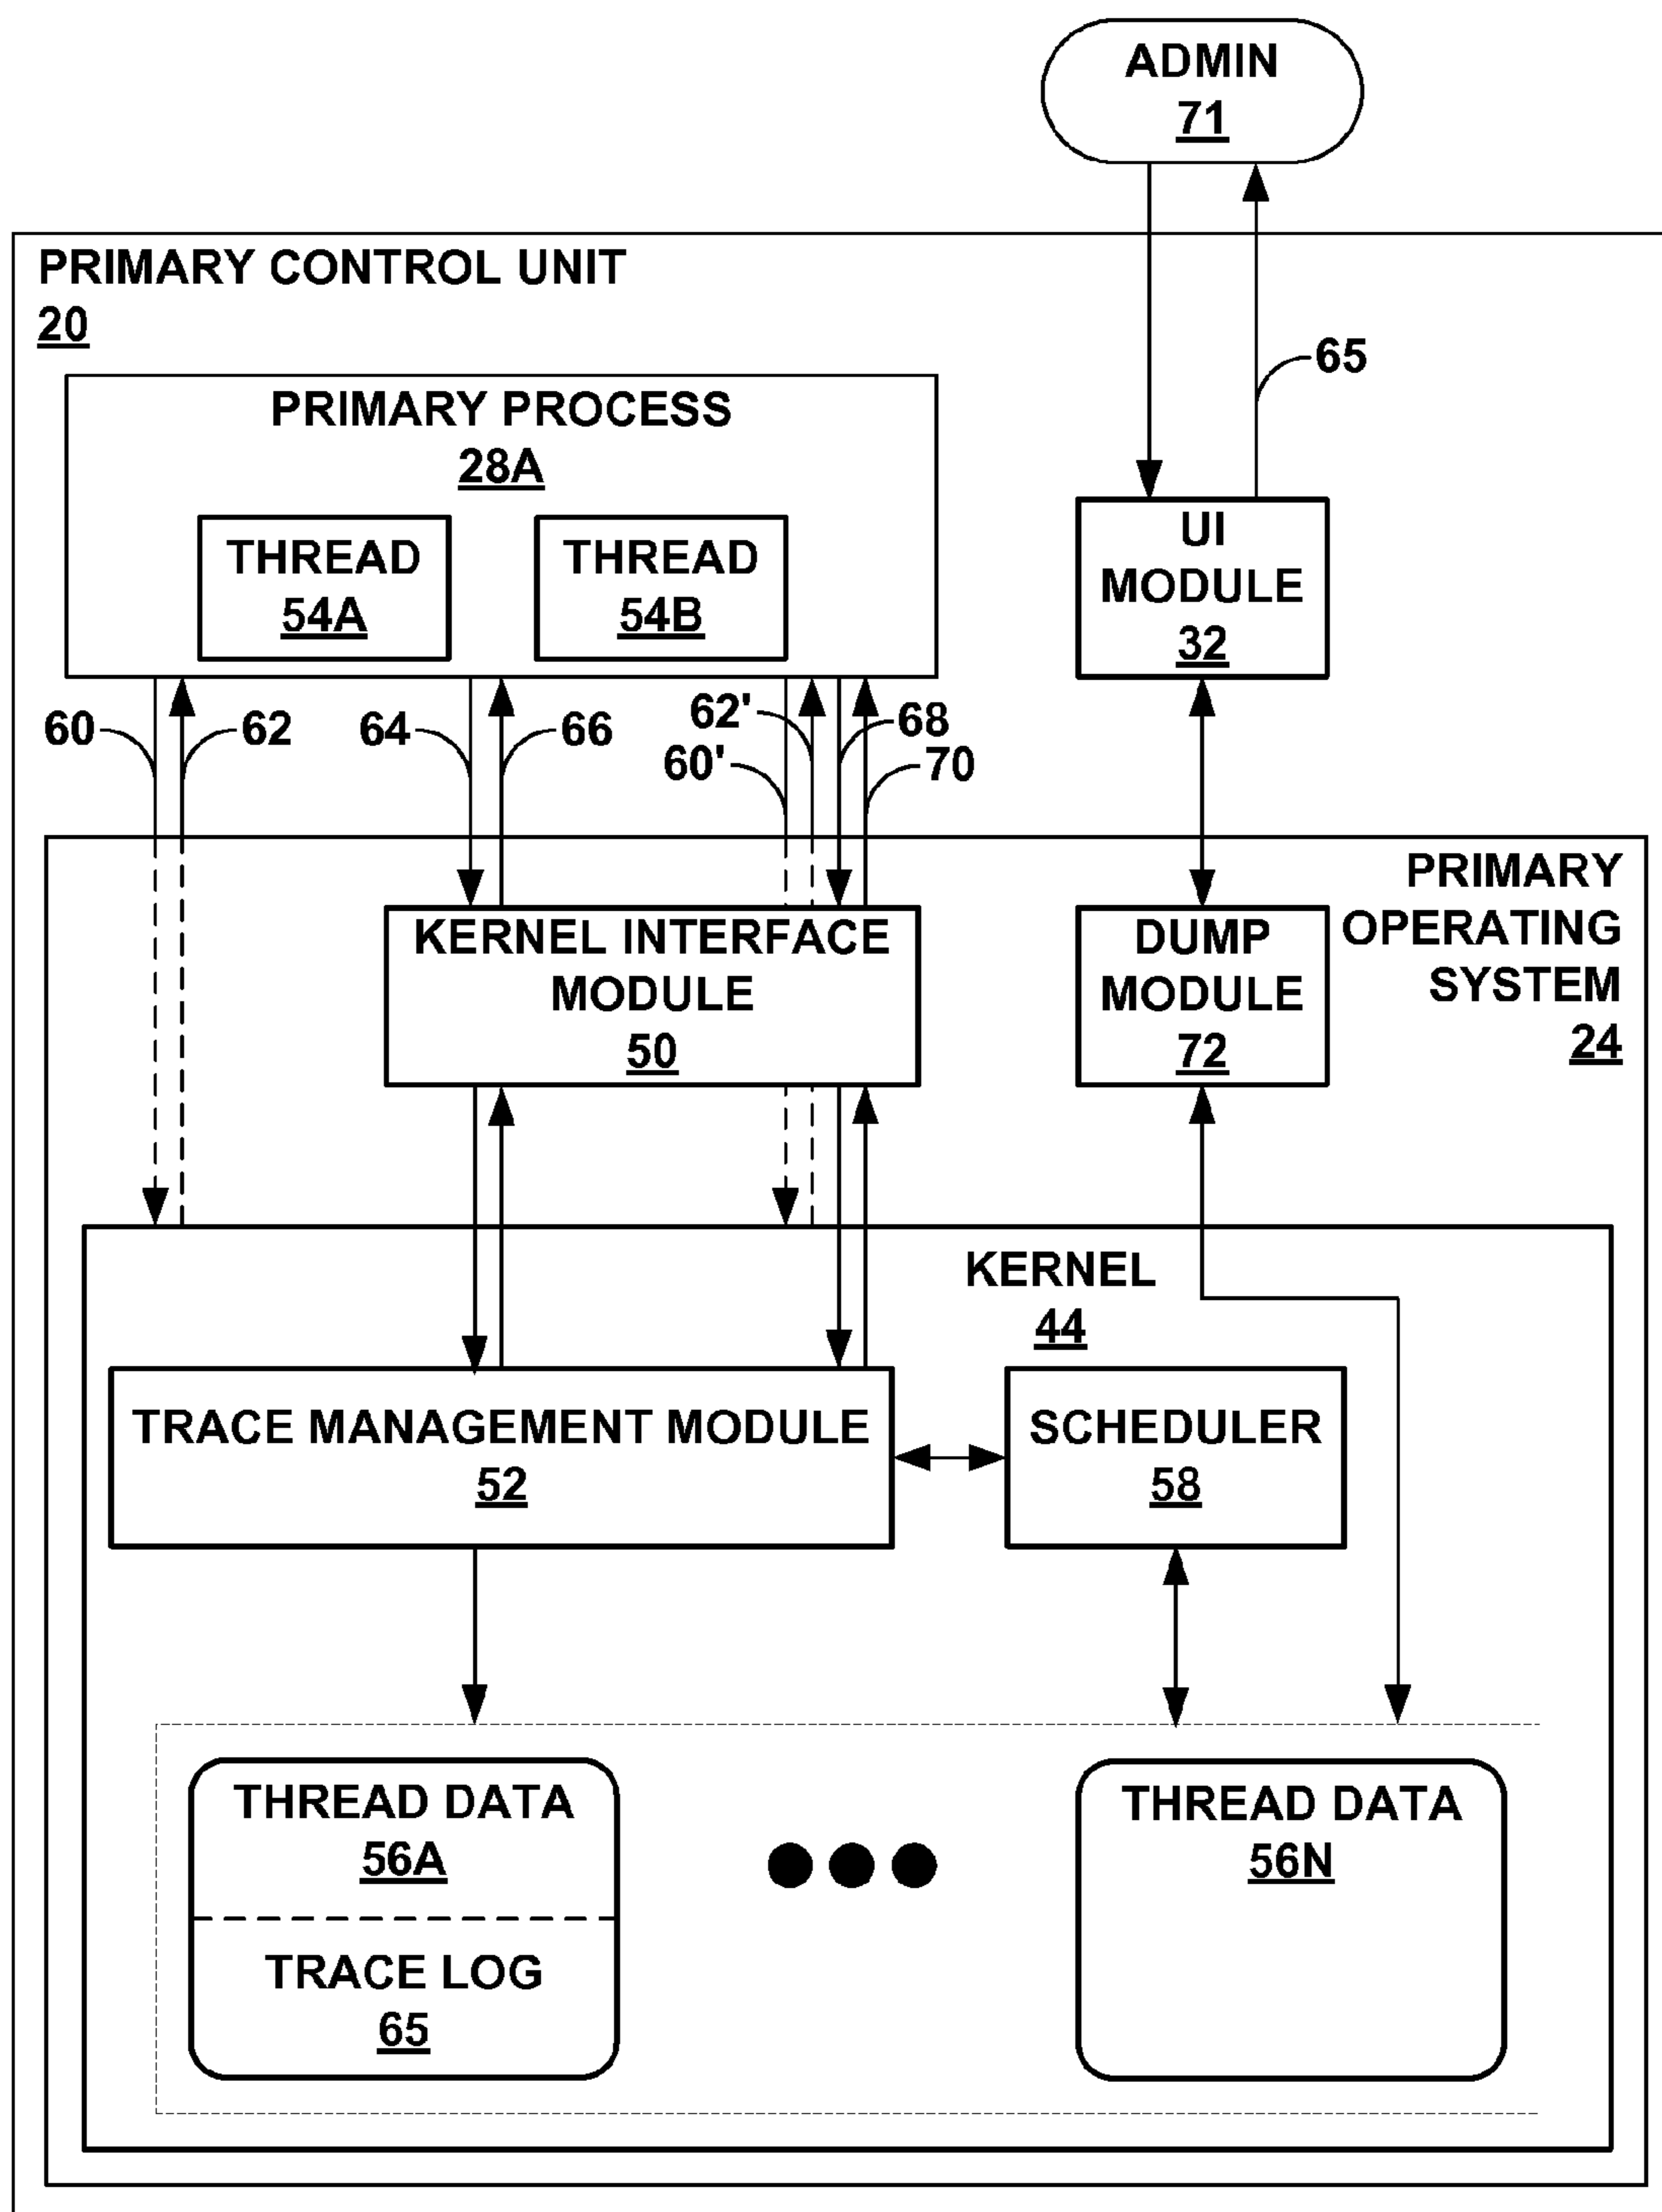 ADMIN
71
PRIMARY CONTROL UNIT
20
65
PRIMARY PROCESS
28A
THREAD
54A
THREAD
54B
UI
MODULE
32
60
62
64
66
62'
60'
68
70
PRIMARY
OPERATING
SYSTEM
24
KERNEL INTERFACE
MODULE
50
DUMP
MODULE
72
KERNEL
44
TRACE MANAGEMENT MODULE
52
SCHEDULER
58
THREAD DATA
56A
TRACE LOG
65
THREAD DATA
56N